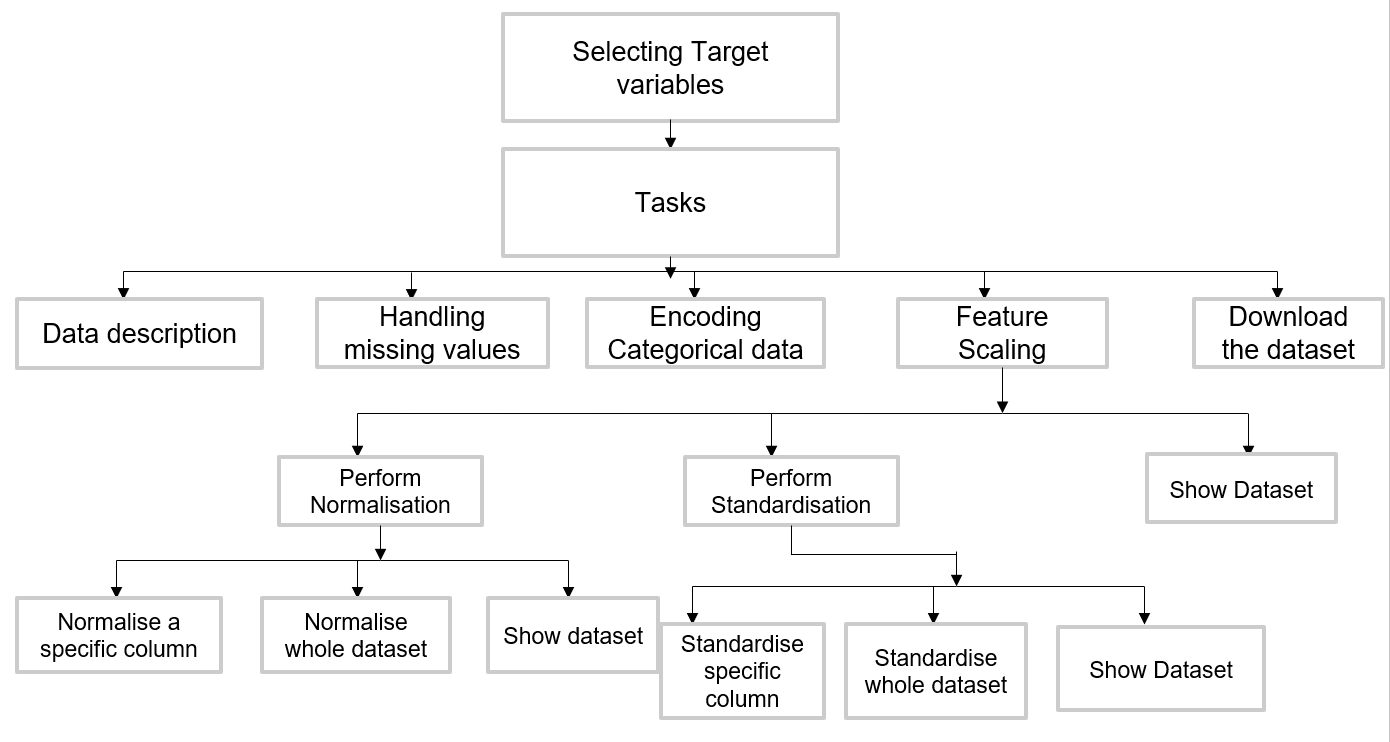 Selecting Target
variables
Tasks
Data description
Handling
missing values
Encoding
Categorical data
Feature
Scaling
Download
the dataset
Perform
Normalisation
Perform
Standardisation
Show Dataset
Normalise a
specific column
Normalise
whole dataset
Show dataset
Standardise
specific
column
Standardise
whole dataset
Show Dataset